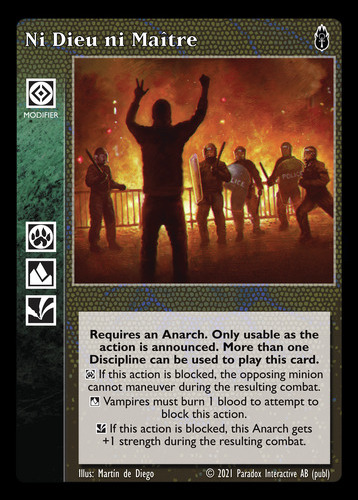 Ni Dieu ni Maître
MODIFIER
POLICE
POLICE
Requires an Anarch. Only usable as the
action is announced. More than one
Discipline can be used to play this card.
If this action is blocked, the opposing minion
cannot maneuver during the resulting combat.
Vampires must burn 1 blood to attempt to
block this action.
If this action is blocked, this Anarch gets
+1 strength during the resulting combat.
Illus: Martín de Diego © 2021 Paradox Interactive AB (publ)